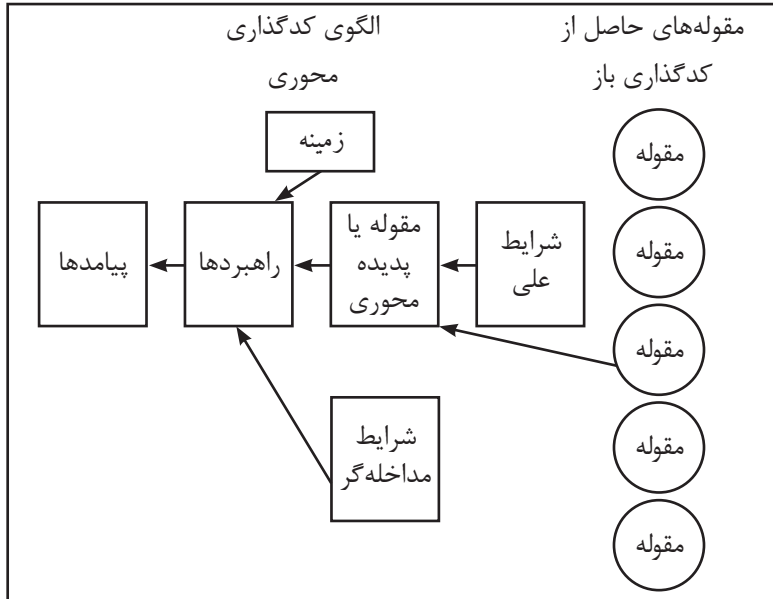 مقوله‌های حاصل از
کدگذاری باز
الگوی کدگذاری
محوری
مقوله
مقوله
مقوله
مقوله
مقوله
زمینه
شرایط
علی
مقوله یا
پدیده
محوری
راهبردها
پیامدها
شرایط
مداخله‌گر